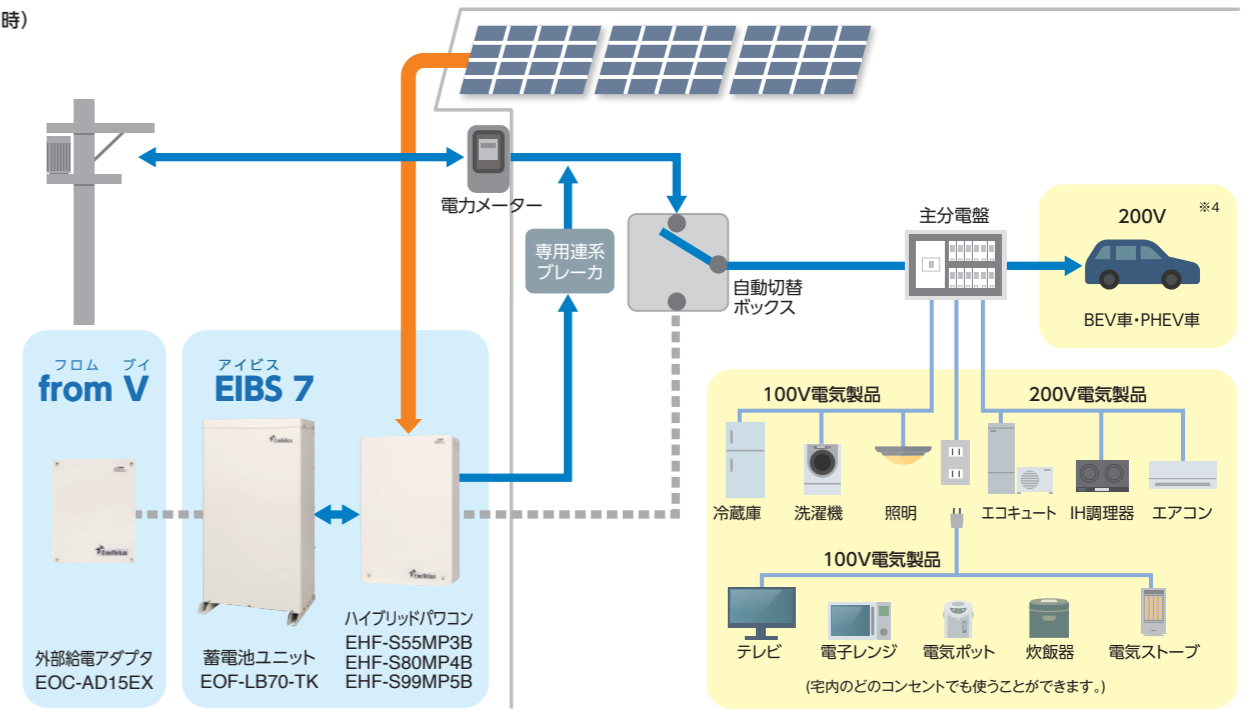 時）
電力メーター
専用連系
ブレーカ
自動切替
ボックス
主分電盤
200V ※4
BEV車・PHEV車
フロム ブイ
from V
外部給電アダプタ
EOC-AD15EX
アイビス
EIBS 7
蓄電池ユニット
EOF-LB70-TK
ハイブリッドパワコン
EHF-S55MP3B
EHF-S80MP4B
EHF-S99MP5B
100V電気製品
200V電気製品
冷蔵庫
洗濯機
照明
エコキュート
IH調理器
エアコン
100V電気製品
テレビ
電子レンジ
電気ポット
炊飯器
電気ストーブ
(宅内のどのコンセントでも使うことができます。)